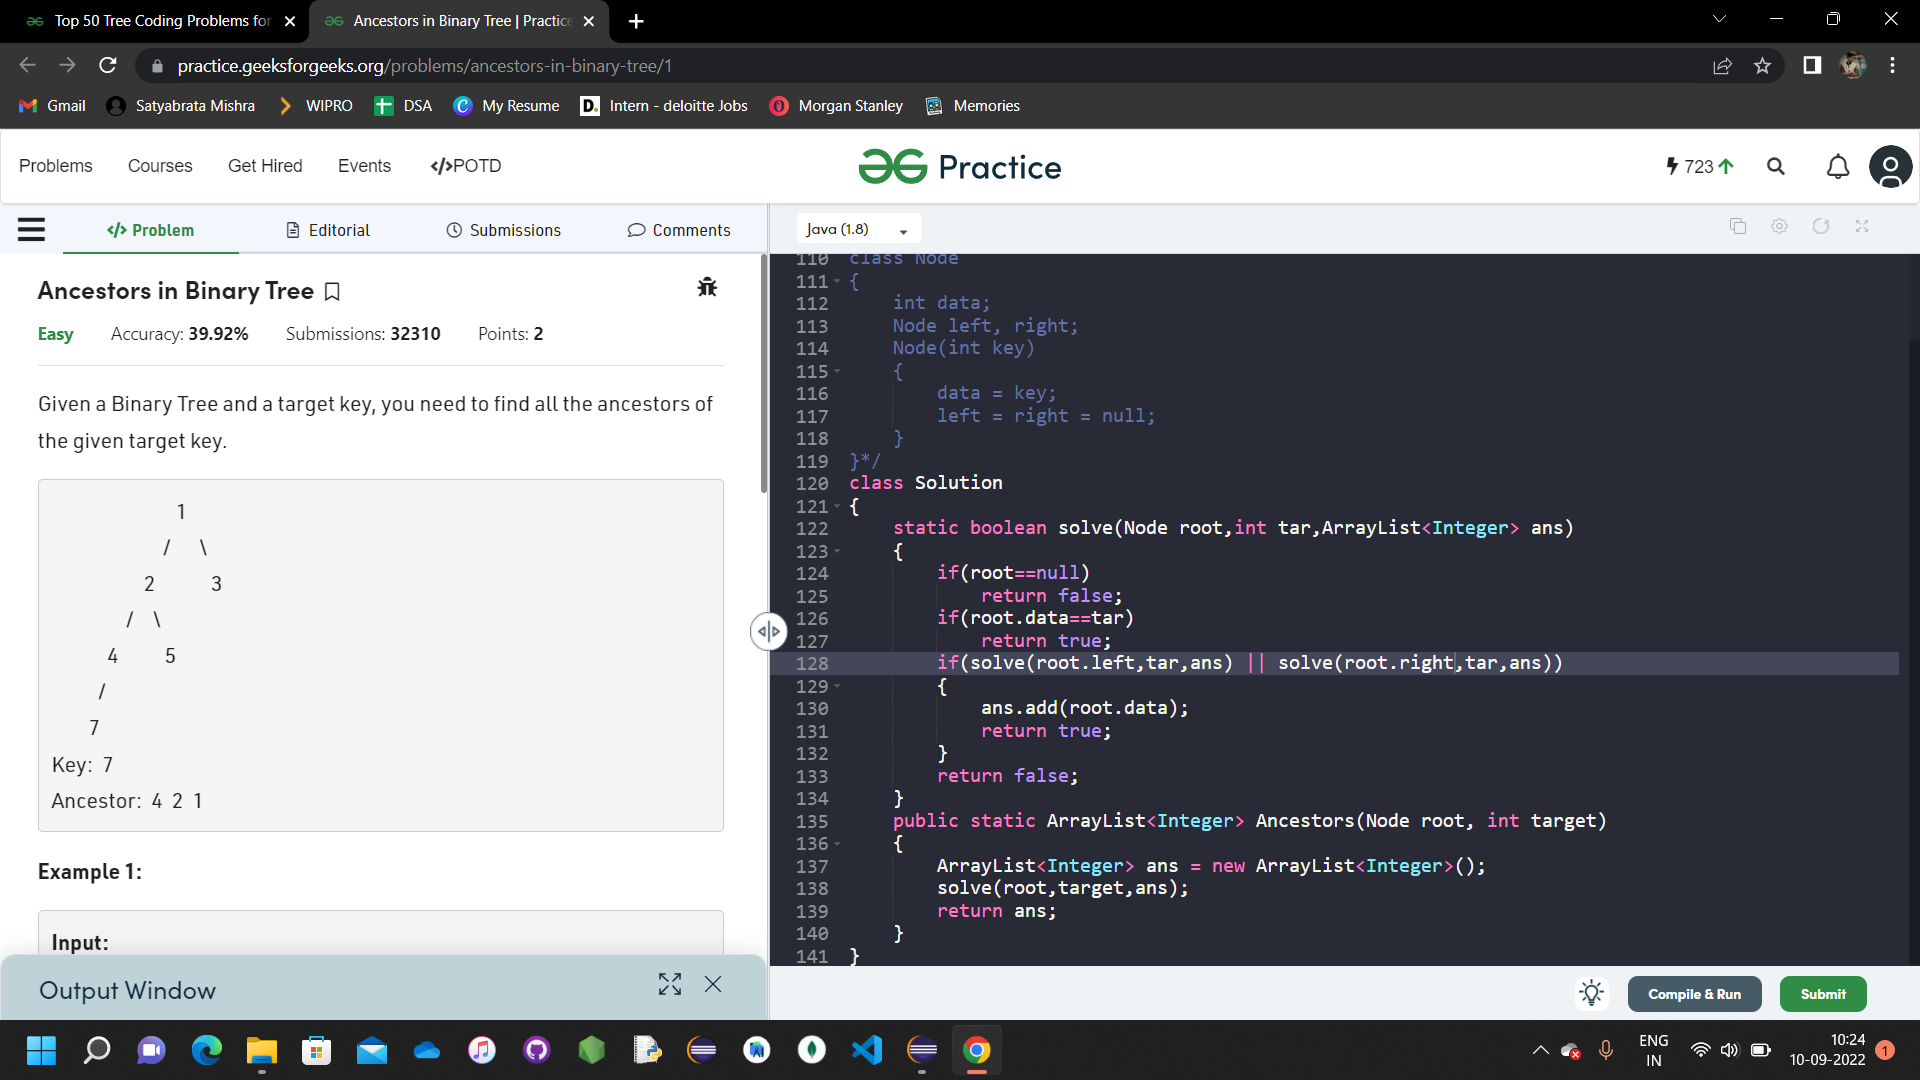 Top 50 Tree Coding Problems for
Ancestors in Binary Tree | Practice
practice.geeksforgeeks.org/problems/ancestors-in-binary-tree/1
Gmail
Satyabrata Mishra
WIPRO
DSA
My Resume
Intern - deloitte Jobs
Morgan Stanley
Memories
Problems
Courses
Get Hired
Events
</>POTD
Practice
723
</> Problem
Editorial
Submissions
Comments
Java (1.8)
Ancestors in Binary Tree
Easy Accuracy: 39.92% Submissions: 32310 Points: 2
Given a Binary Tree and a target key, you need to find all the ancestors of
the given target key.
1
/ \
2 3
/ \
4 5
/
7
Key: 7
Ancestor: 4 2 1
Example 1:
Input:
Output Window
110 class Node
111 {
112 int data;
113 Node left, right;
114 Node(int key)
115 {
116 data = key;
117 left = right = null;
118 }
119 }*/
120 class Solution
121 {
122 static boolean solve(Node root,int tar,ArrayList<Integer> ans)
123 {
124 if(root==null)
125 return false;
126 if(root.data==tar)
127 return true;
128 if(solve(root.left,tar,ans) || solve(root.right,tar,ans))
129 {
130 ans.add(root.data);
131 return true;
132 }
133 return false;
134 }
135 public static ArrayList<Integer> Ancestors(Node root, int target)
136 {
137 ArrayList<Integer> ans = new ArrayList<Integer>();
138 solve(root,target,ans);
139 return ans;
140 }
141 }
Compile & Run
Submit
ENG
IN
10:24
10-09-2022
1